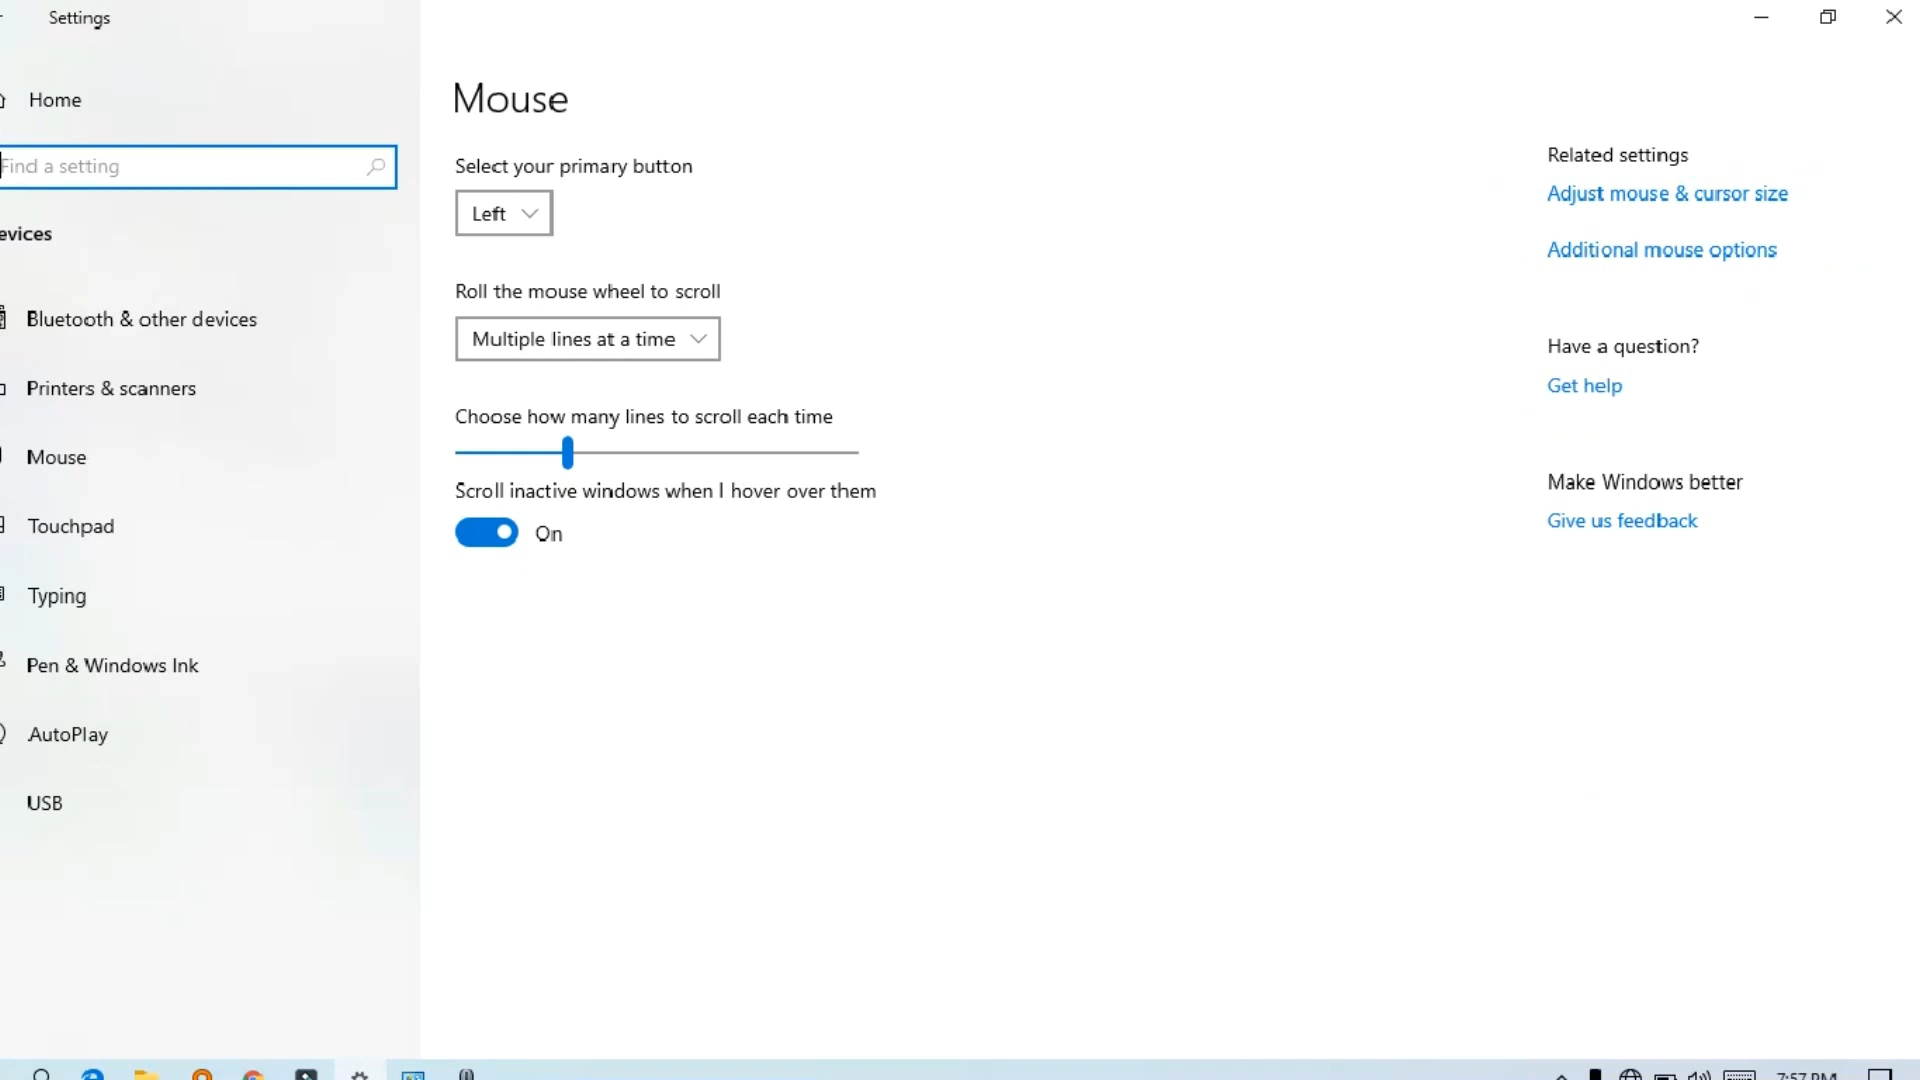 Settings
Home
Find a setting
evices
Bluetooth & other devices
Printers & scanners
Mouse
Touchpad
Typing
Pen & Windows Ink
AutoPlay
USB
Mouse
Select your primary button
Left
Roll the mouse wheel to scroll
Multiple lines at a time
Choose how many lines to scroll each time
Scroll inactive windows when I hover over them
On
Related settings
Adjust mouse & cursor size
Additional mouse options
Have a question?
Get help
Make Windows better
Give us feedback
7:57 PM